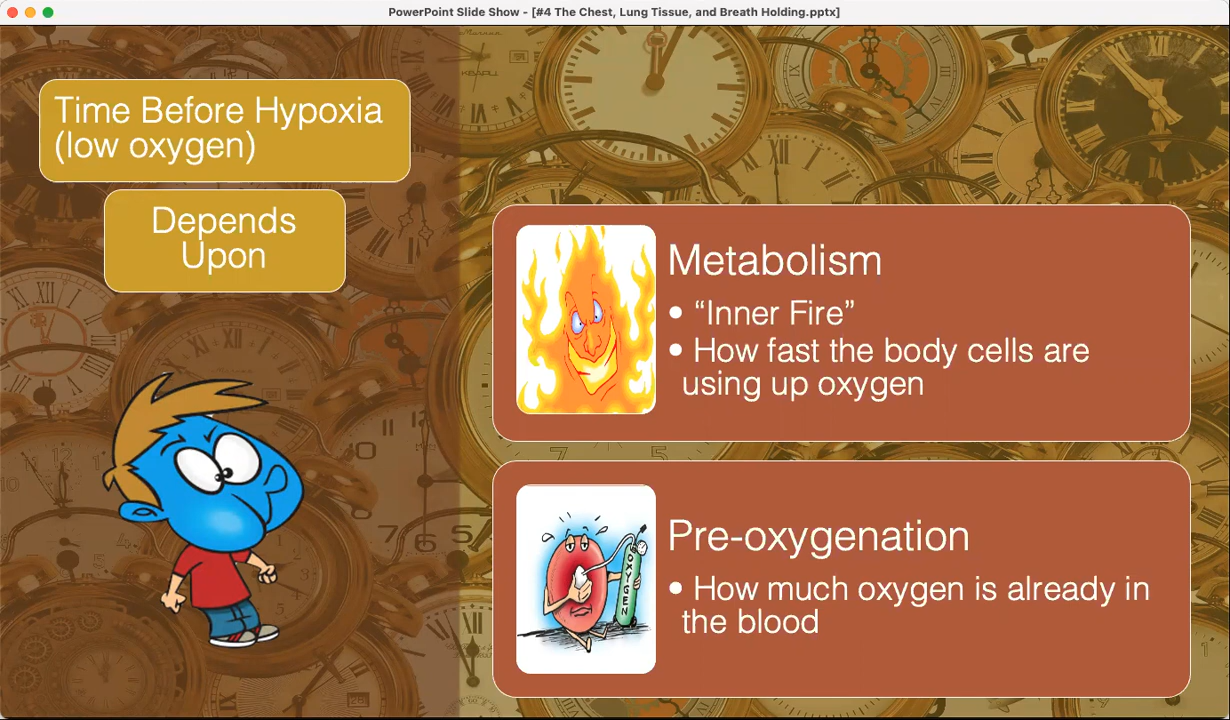 PowerPoint Slide Show - [#4 The Chest, Lung Tissue, and Breath Holding.pptx]
Time Before Hypoxia
(low oxygen)
Depends
Upon
Metabolism
• “Inner Fire”
• How fast the body cells are
using up oxygen
OXYGEN
Pre-oxygenation
• How much oxygen is already in
the blood